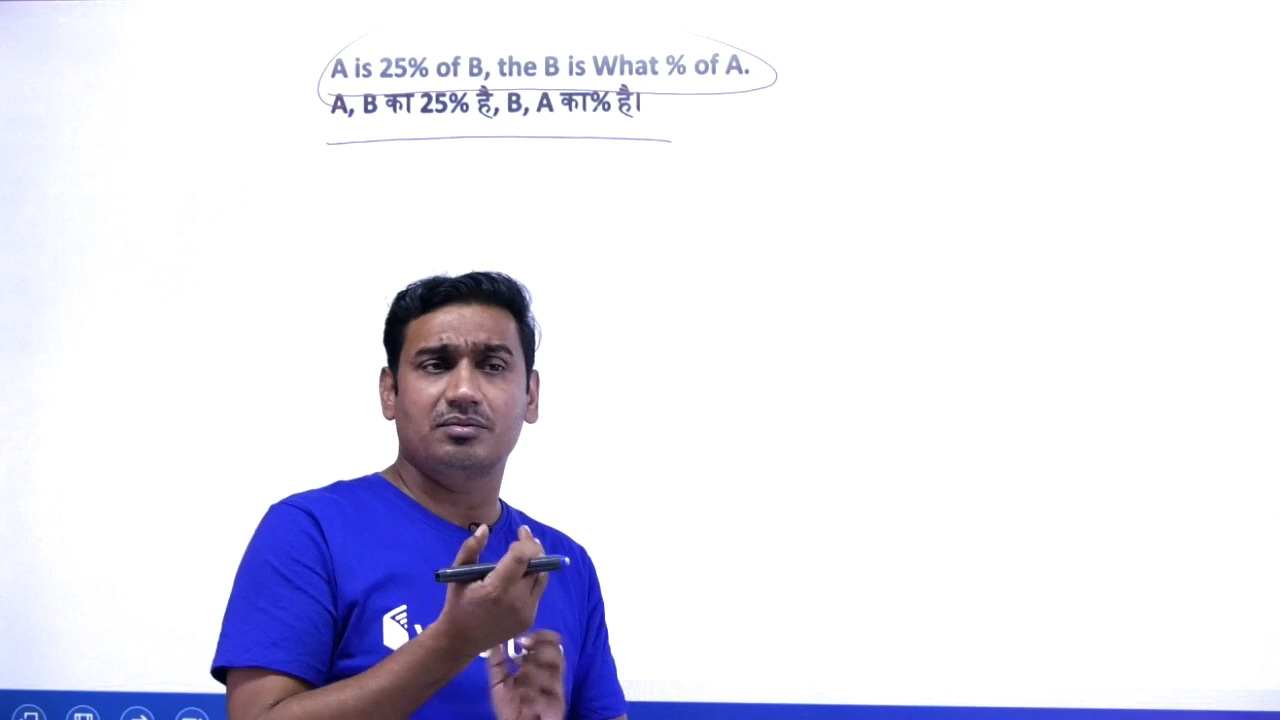 A is 25% of B, the B is What % of A.
A, B का 25% है, B, A का% है।